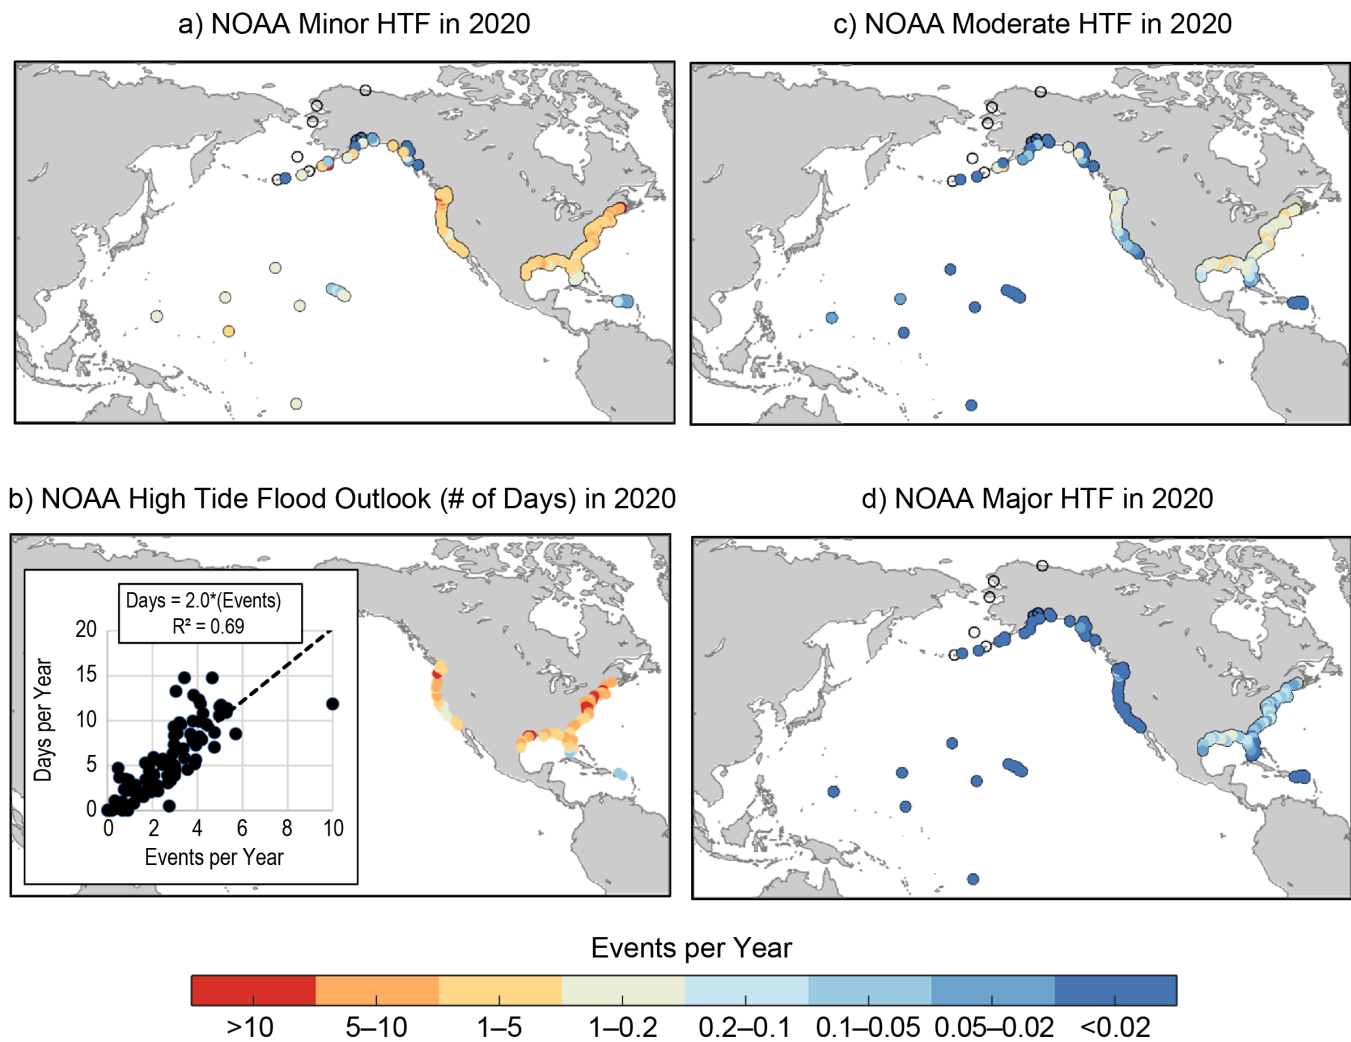 a) NOAA Minor HTF in 2020
c) NOAA Moderate HTF in 2020
b) NOAA High Tide Flood Outlook (# of Days) in 2020
Days = 2.0*(Events)
R² = 0.69
Days per Year
20
15
10
5
0
0 2 4 6 8 10
Events per Year
d) NOAA Major HTF in 2020
Events per Year
>10 5–10 1–5 1–0.2 0.2–0.1 0.1–0.05 0.05–0.02 <0.02